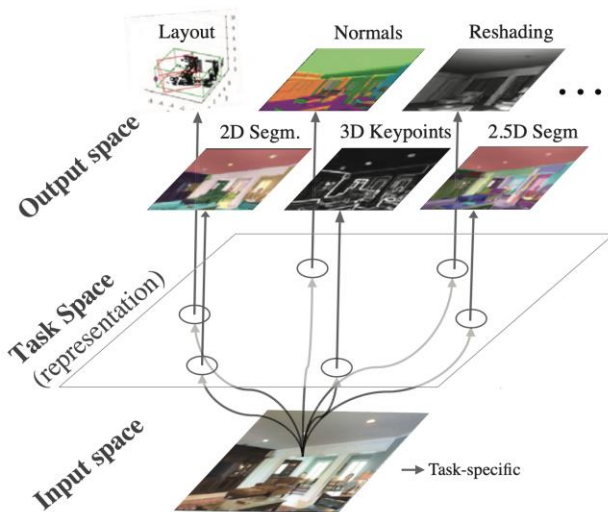 Layout
Normals
Reshading
. . .
2D Segm.
3D Keypoints
2.5D Segm
Output space
Task Space
(representation)
Input space
Task-specific